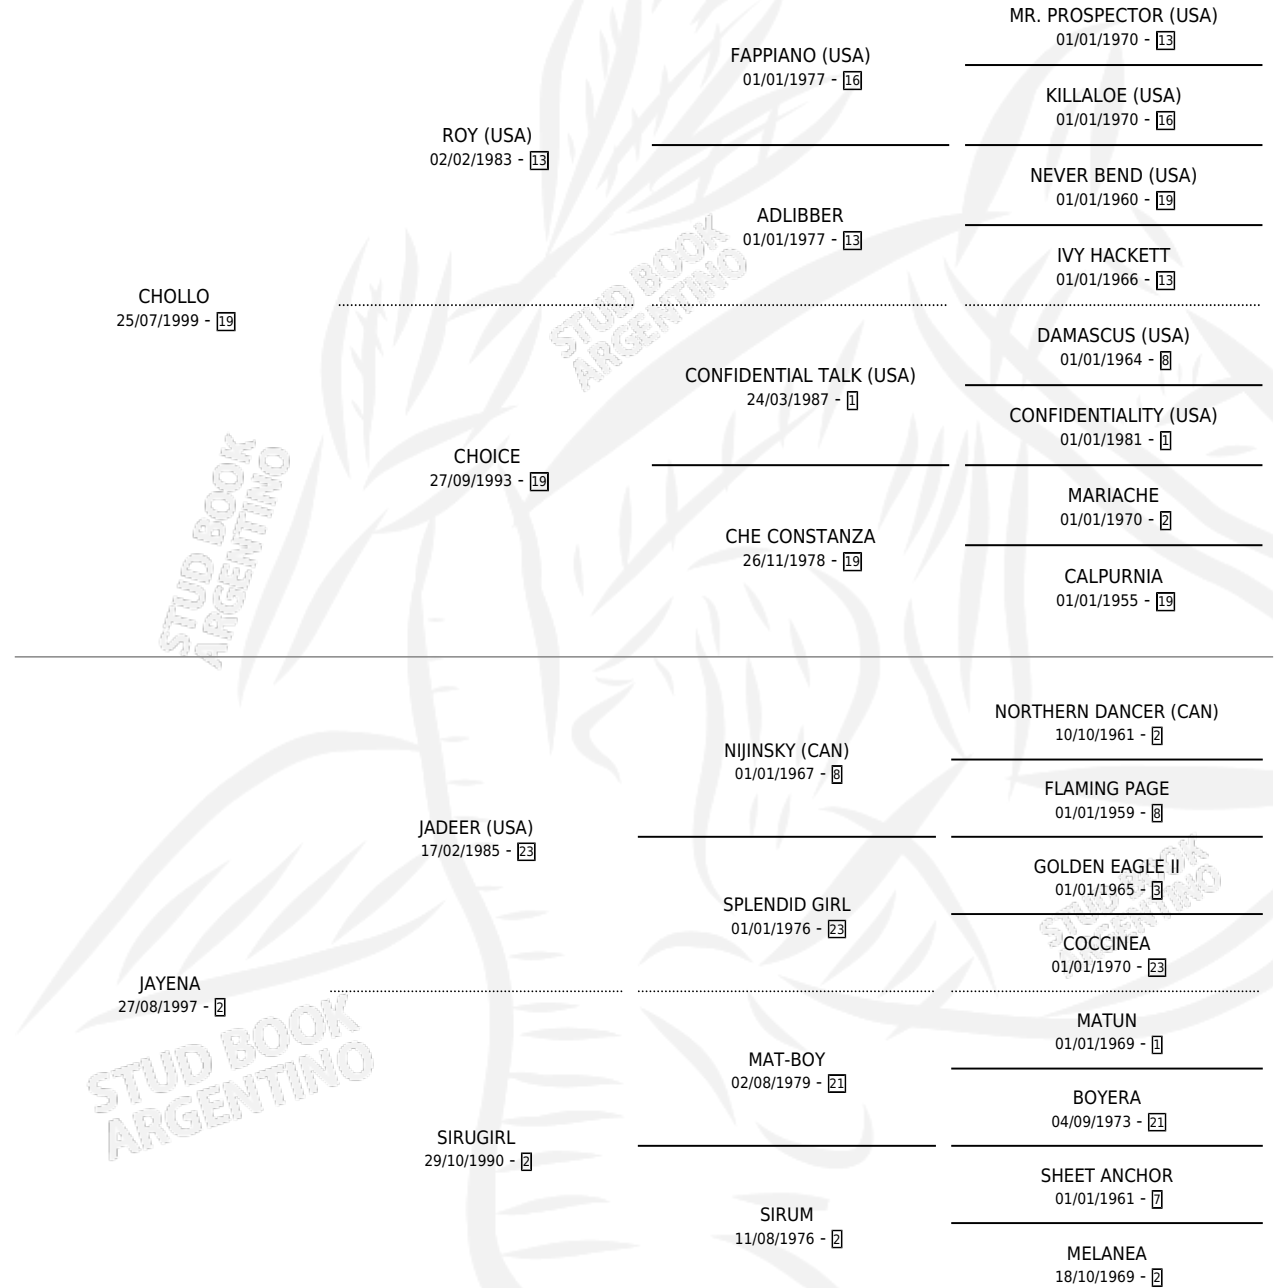 MR. PROSPECTOR (USA)
01/01/1970 - 13
FAPPIANO (USA)
01/01/1977 - 16
KILLALOE (USA)
01/01/1970 - 16
ROY (USA)
02/02/1983 - 13
NEVER BEND (USA)
01/01/1960 - 19
ADLIBBER
01/01/1977 - 13
IVY HACKETT
01/01/1966 - 13
CHOLLO
25/07/1999 - 19
DAMASCUS (USA)
01/01/1964 - 8
CONFIDENTIAL TALK (USA)
24/03/1987 - 1
CONFIDENTIALITY (USA)
01/01/1981 - 1
CHOICE
27/09/1993 - 19
MARIACHE
01/01/1970 - 2
CHE CONSTANZA
26/11/1978 - 19
CALPURNIA
01/01/1955 - 19
NORTHERN DANCER (CAN)
10/10/1961 - 2
NIJINSKY (CAN)
01/01/1967 - 8
FLAMING PAGE
01/01/1959 - 8
JADEER (USA)
17/02/1985 - 23
GOLDEN EAGLE II
01/01/1965 - 3
SPLENDID GIRL
01/01/1976 - 23
COCCINEA
01/01/1970 - 23
JAYENA
27/08/1997 - 2
MATUN
01/01/1969 - 1
MAT-BOY
02/08/1979 - 21
BOYERA
04/09/1973 - 21
SIRUGIRL
29/10/1990 - 2
SHEET ANCHOR
01/01/1961 - 7
SIRUM
11/08/1976 - 2
MELANEA
18/10/1969 - 2
STUD BOOK
ARGENTINO
STUD BOOK
ARGENTINO
STUD BOOK
ARGENTINO
STUD BOOK
ARGENTINO